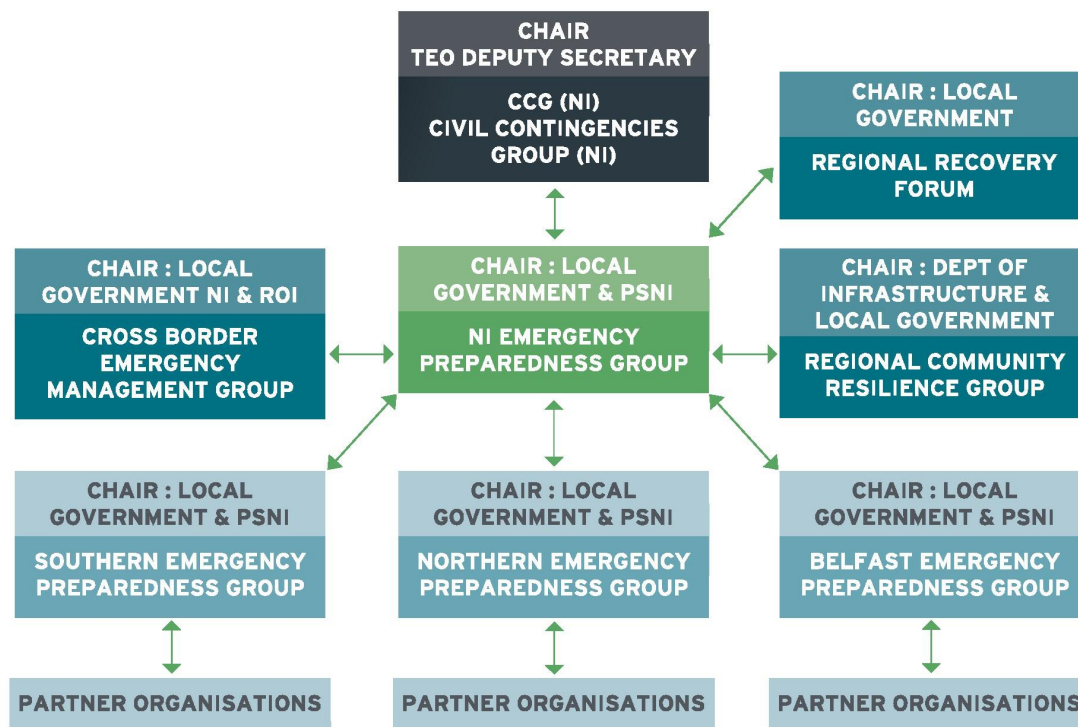 CHAIR
TEO DEPUTY SECRETARY
CCG (NI)
CIVIL CONTINGENCIES
GROUP (NI)
CHAIR : LOCAL
GOVERNMENT
REGIONAL RECOVERY
FORUM
CHAIR : LOCAL
GOVERNMENT NI & ROI
CROSS BORDER
EMERGENCY
MANAGEMENT GROUP
CHAIR : LOCAL
GOVERNMENT & PSNI
NI EMERGENCY
PREPAREDNESS GROUP
CHAIR : DEPT OF
INFRASTRUCTURE &
LOCAL GOVERNMENT
REGIONAL COMMUNITY
RESILIENCE GROUP
CHAIR : LOCAL
GOVERNMENT & PSNI
SOUTHERN EMERGENCY
PREPAREDNESS GROUP
CHAIR : LOCAL
GOVERNMENT & PSNI
NORTHERN EMERGENCY
PREPAREDNESS GROUP
CHAIR : LOCAL
GOVERNMENT & PSNI
BELFAST EMERGENCY
PREPAREDNESS GROUP
PARTNER ORGANISATIONS
PARTNER ORGANISATIONS
PARTNER ORGANISATIONS